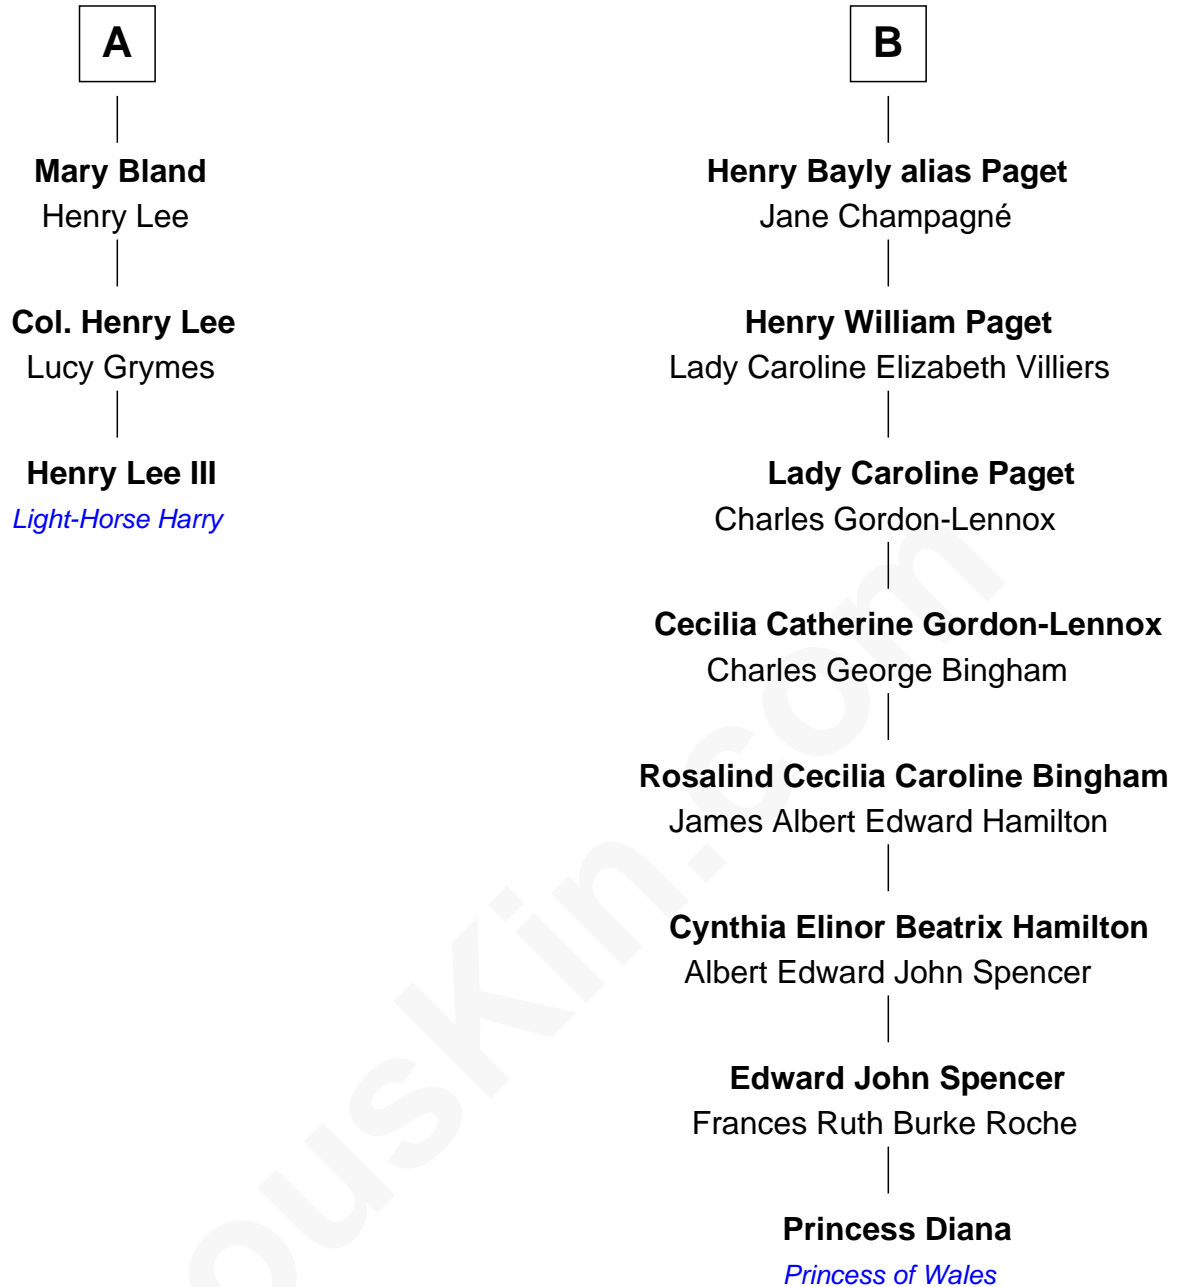 A
Mary Bland
Henry Lee
Col. Henry Lee
Lucy Grymes
Henry Lee III
Light-Horse Harry
B
Henry Bayly alias Paget
Jane Champagné
Henry William Paget
Lady Caroline Elizabeth Villiers
Lady Caroline Paget
Charles Gordon-Lennox
Cecilia Catherine Gordon-Lennox
Charles George Bingham
Rosalind Cecilia Caroline Bingham
James Albert Edward Hamilton
Cynthia Elinor Beatrix Hamilton
Albert Edward John Spencer
Edward John Spencer
Frances Ruth Burke Roche
Princess Diana
Princess of Wales
ousKin.com